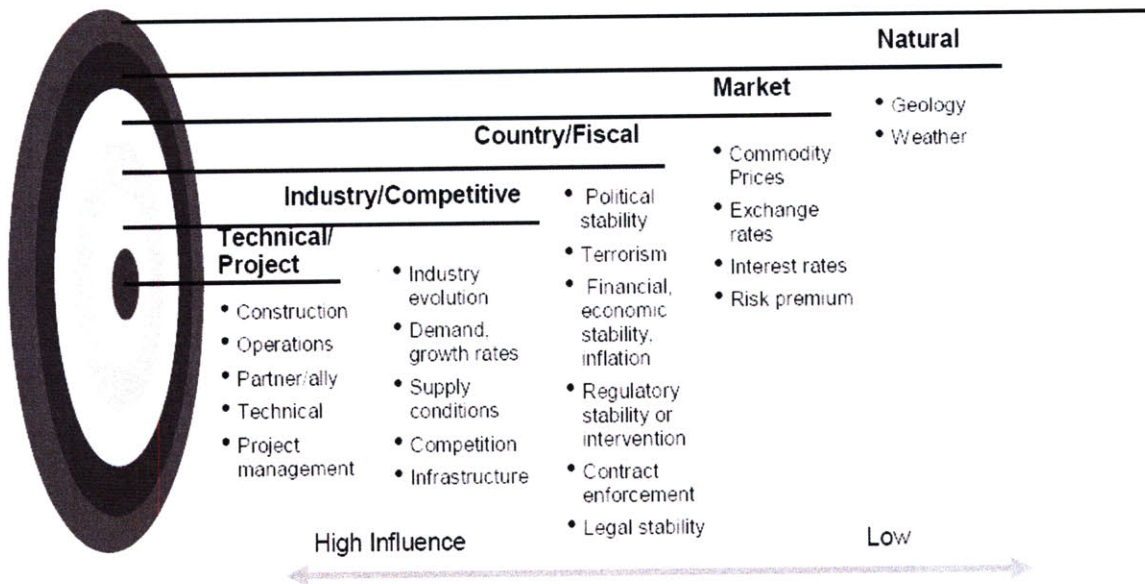 Natural
• Geology
• Weather
Market
• Commodity
Prices
• Exchange
rates
• Interest rates
• Risk premium
Country/Fiscal
• Political
stability
• Terrorism
• Financial,
economic
stability,
inflation
• Regulatory
stability or
intervention
• Contract
enforcement
• Legal stability
Industry/Competitive
• Industry
evolution
• Demand,
growth rates
• Supply
conditions
• Competition
• Infrastructure
Technical/
Project
• Construction
• Operations
• Partner/ally
• Technical
• Project
management
High Influence
Low